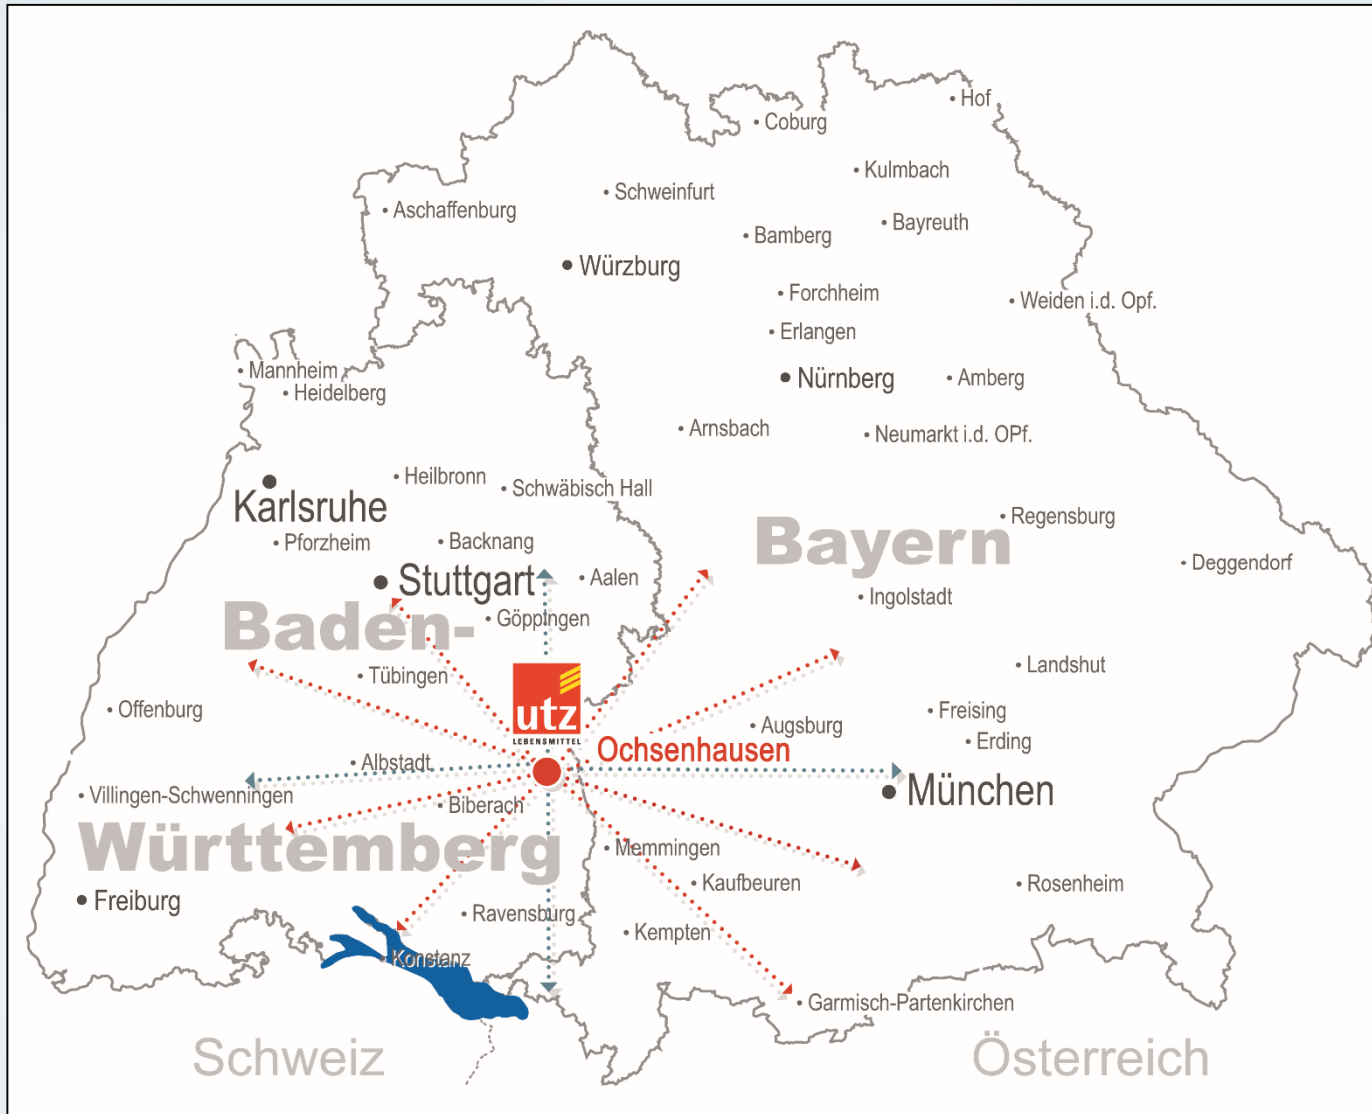 Hof
Coburg
Kulmbach
Schweinfurt
Aschaffenburg
Bayreuth
Bamberg
Würzburg
Forchheim
Weiden i.d. Opf.
Erlangen
Mannheim
Nürnberg
Amberg
Heidelberg
Arnsbach
Neumarkt i.d. OPf.
Heilbronn
Schwäbisch Hall
Karlsruhe
Regensburg
Pforzheim
Backnang
Bayern
Deggendorf
Stuttgart
Aalen
Ingolstadt
Göppingen
Baden-
Landshut
Tübingen
Offenburg
utz
LEBENSMITTEL
Freising
Augsburg
Erding
Ochsenhausen
Albstadt
München
Villingen-Schwenningen
Biberach
Württemberg
Memmingen
Kaufbeuren
Rosenheim
Freiburg
Ravensburg
Kempten
Konstanz
Garmisch-Partenkirchen
Schweiz
Österreich